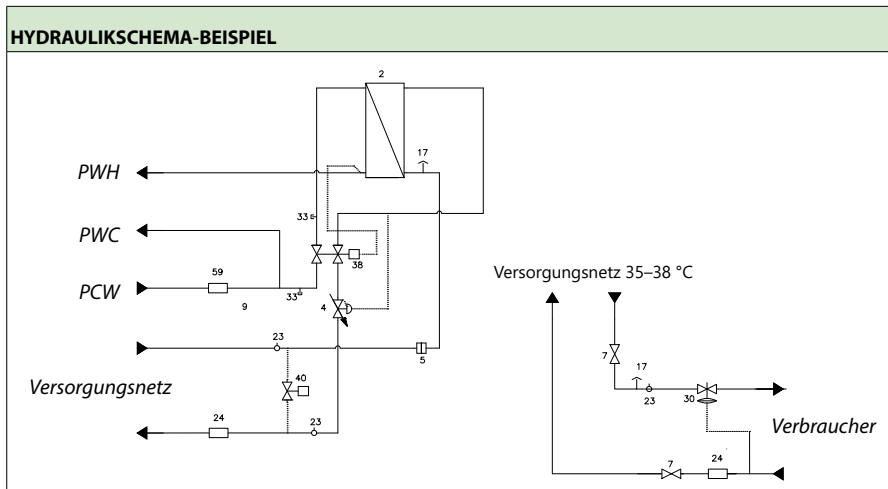 HYDRAULIKSCHEMA-BEISPIEL
2
17
PWH
33
PWC
38
59
Versorgungsnetz 35–38 °C
PCW
33
9
4
23
5
7
17
40
23
30
Versorgungsnetz
Verbraucher
24
23
7
24